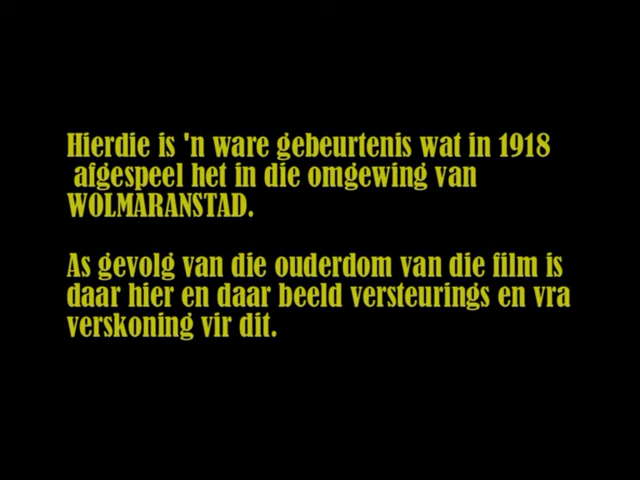 Hierdie is 'n ware gebeurtenis wat in 1918
afgespeel het in die omgewing van
WOLMARANSTAD.
As gevolg van die ouderdom van die film is
daar hier en daar beeld versteurings en vra
verskoning vir dit.